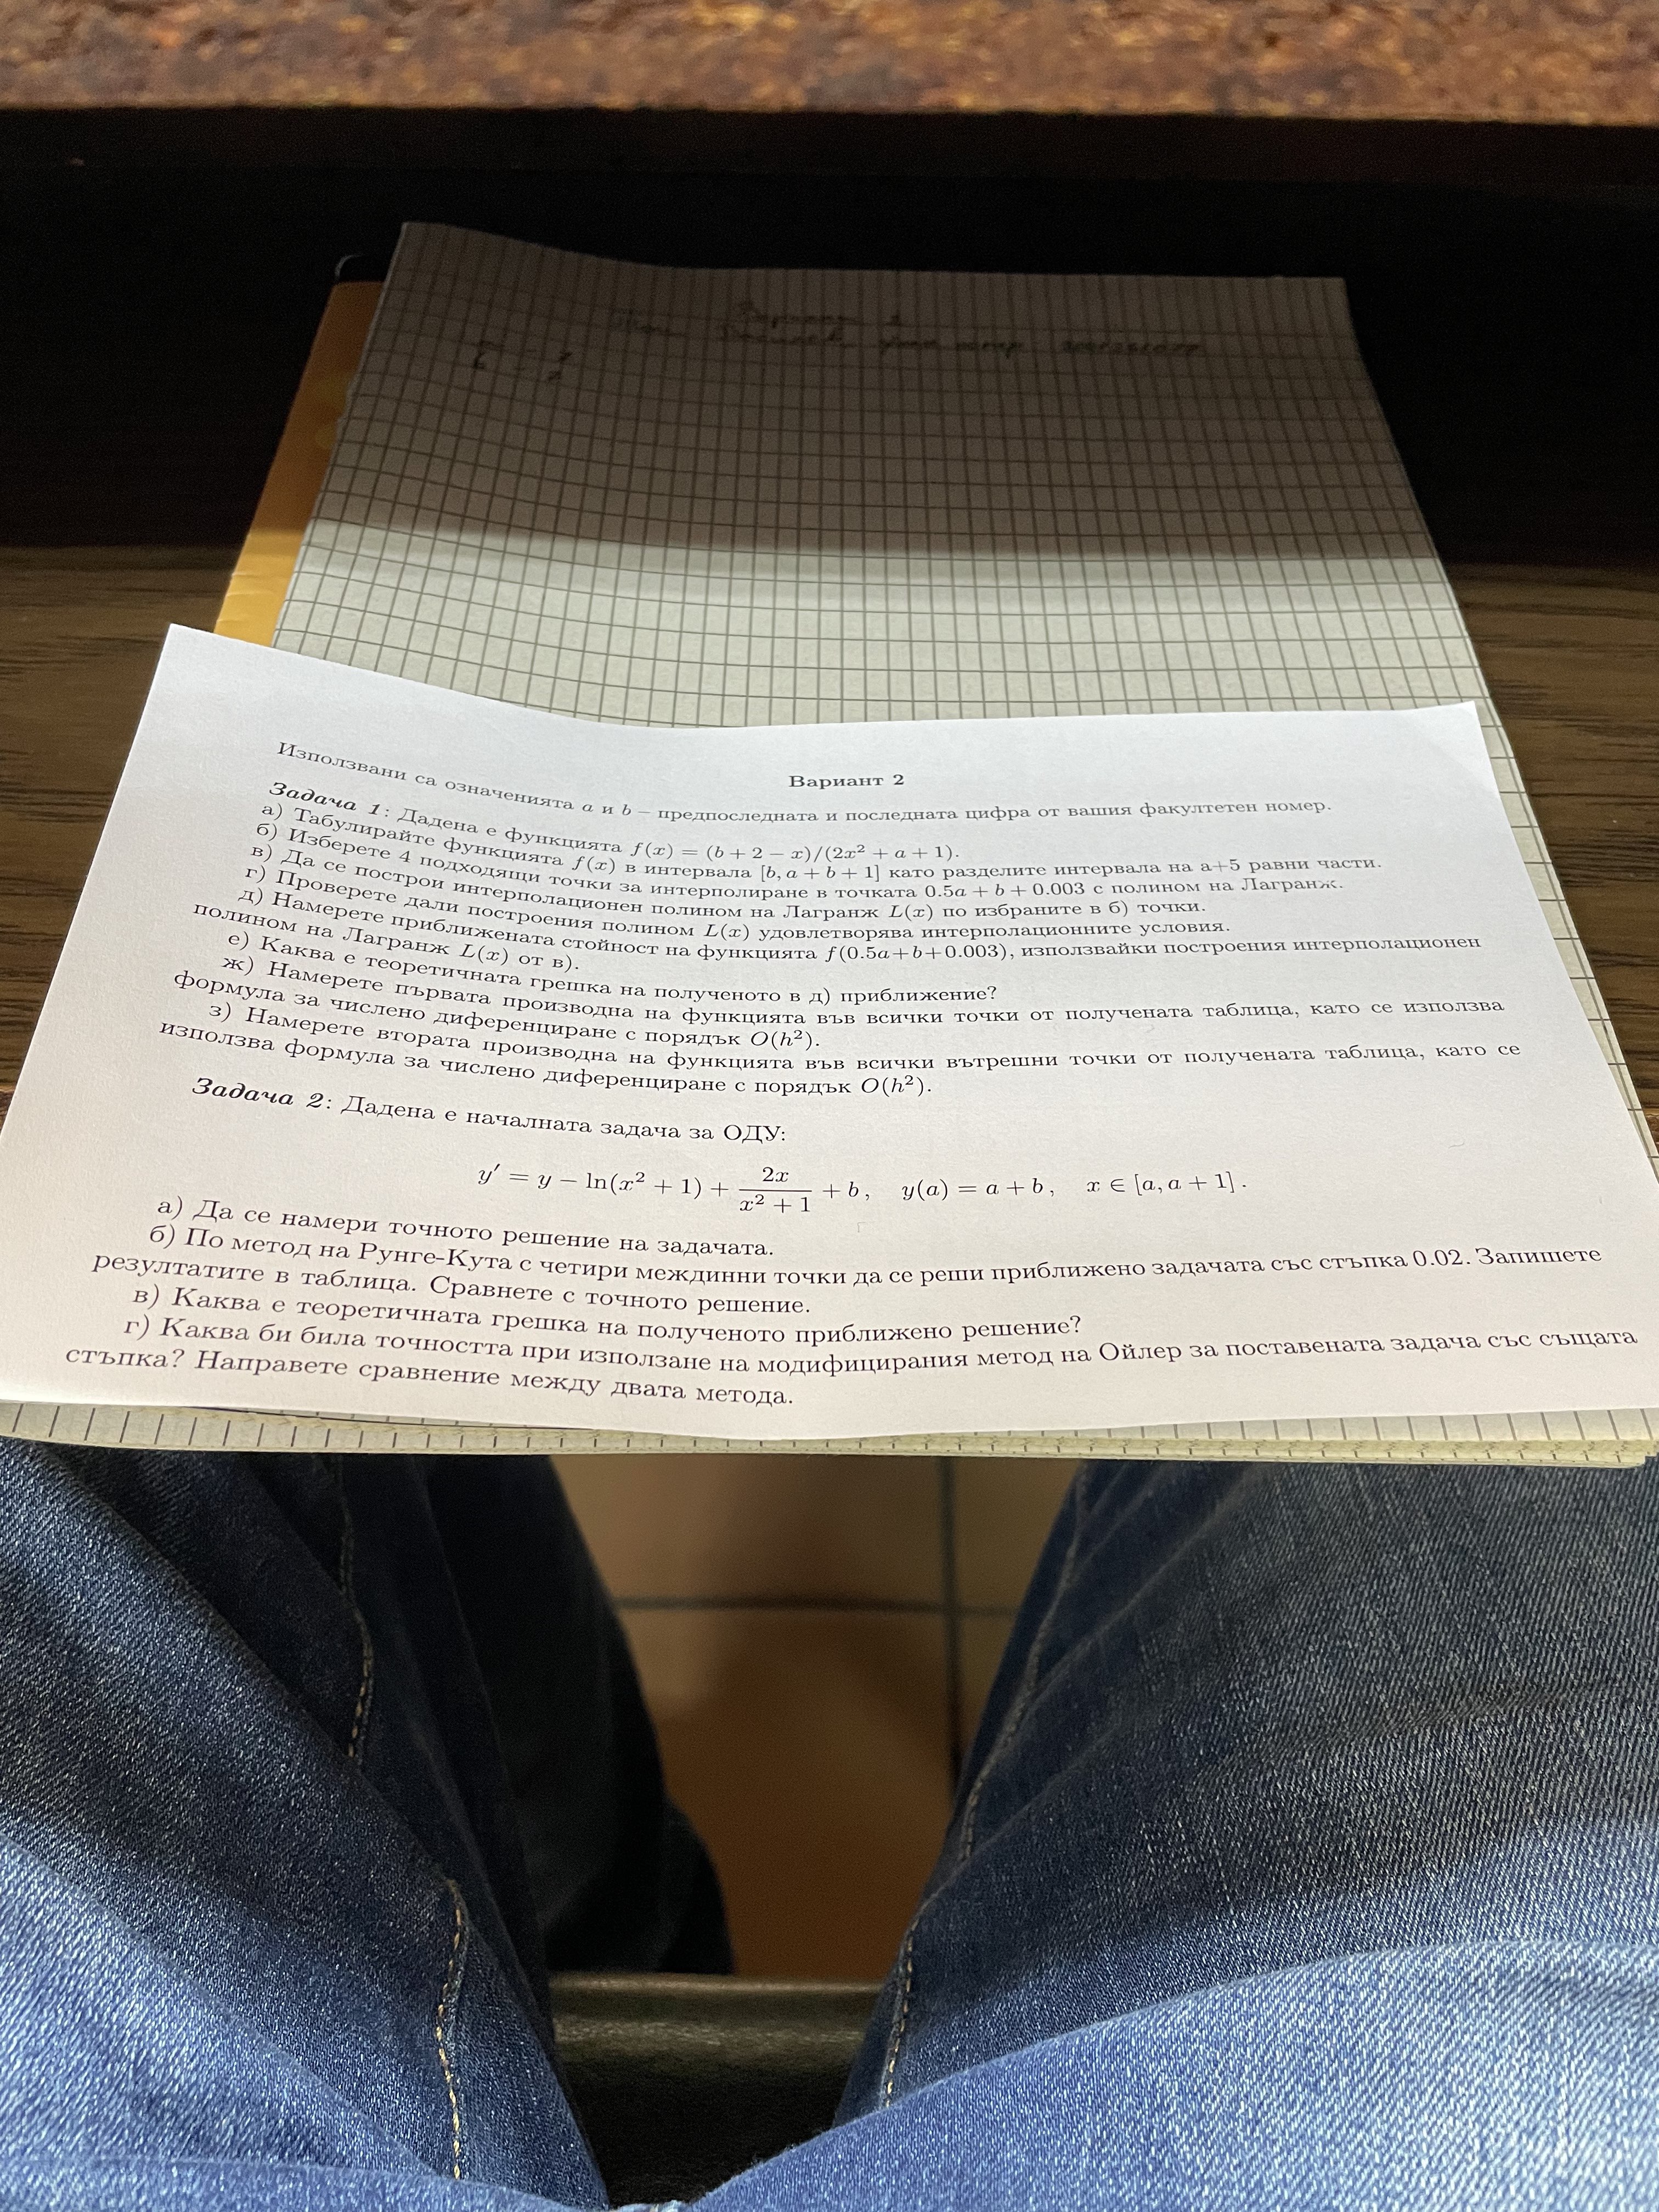 Вариант 2
Използвани са означенията a и b – предпоследната и последната цифра от вашия факултетен номер.
Задача 1: Дадена е функцията f(x) = (b + 2 − x)/(2x² + a + 1).
а) Табулирайте функцията f(x) в интервала [b, a + b + 1] като разделите интервала на a+5 равни части.
б) Изберете 4 подходящи точки за интерполиране в точката 0.5a + b + 0.003 с полином на Лагранж.
в) Да се построи интерполационен полином на Лагранж L(x) по избраните в б) точки.
г) Проверете дали построения полином L(x) удовлетворява интерполационните условия.
д) Намерете приближената стойност на функцията f(0.5a+b+0.003), използвайки построения интерполационен
полином на Лагранж L(x) от в).
е) Каква е теоретичната грешка на полученото в д) приближение?
ж) Намерете първата производна на функцията във всички точки от получената таблица, като се използва
формула за числено диференциране с порядък O(h²).
з) Намерете втората производна на функцията във всички вътрешни точки от получената таблица, като се
използва формула за числено диференциране с порядък O(h²).
Задача 2: Дадена е началната задача за ОДУ:
y′ = y − ln(x² + 1) + 2x/(x² + 1) + b, y(a) = a + b, x ∈ [a, a + 1].
а) Да се намери точното решение на задачата.
б) По метод на Рунге-Кута с четири междинни точки да се реши приближено задачата със стъпка 0.02. Запишете
резултатите в таблица. Сравнете с точното решение.
в) Каква е теоретичната грешка на полученото приближено решение?
г) Каква би била точността при използане на модифицирания метод на Ойлер за поставената задача със същата
стъпка? Направете сравнение между двата метода.